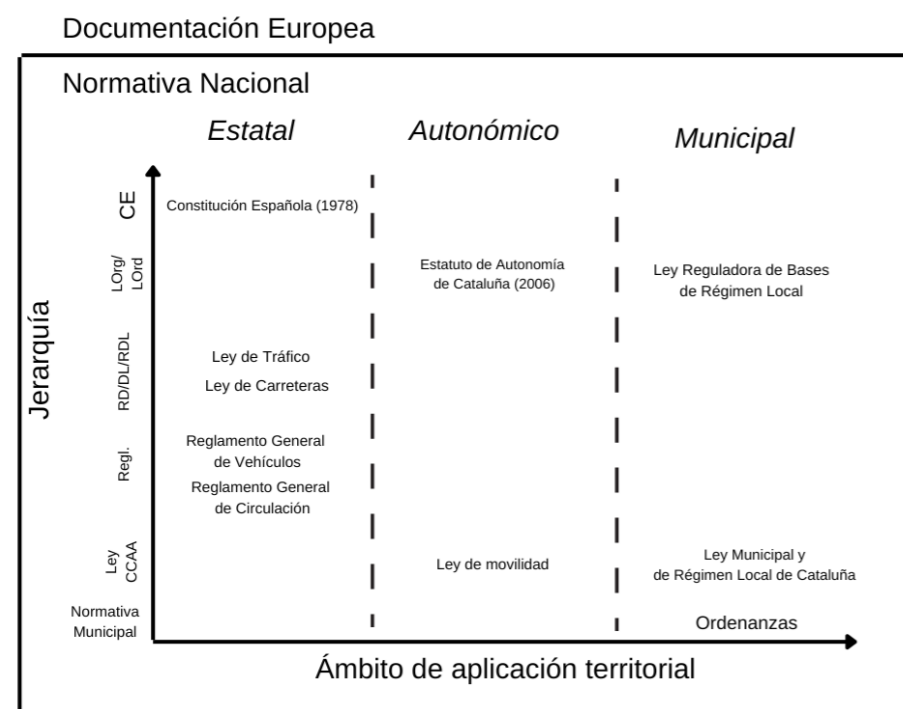 Documentación Europea
Normativa Nacional
Estatal
Autonómico
Municipal
Jerarquía
CE
Constitución Española (1978)
LOrg/
LOrd
Estatuto de Autonomía
de Cataluña (2006)
Ley Reguladora de Bases
de Régimen Local
RD/DL/RDL
Ley de Tráfico
Ley de Carreteras
Regl.
Reglamento General
de Vehículos
Reglamento General
de Circulación
Ley
CCAA
Ley de movilidad
Ley Municipal y
de Régimen Local de Cataluña
Normativa
Municipal
Ordenanzas
Ámbito de aplicación territorial